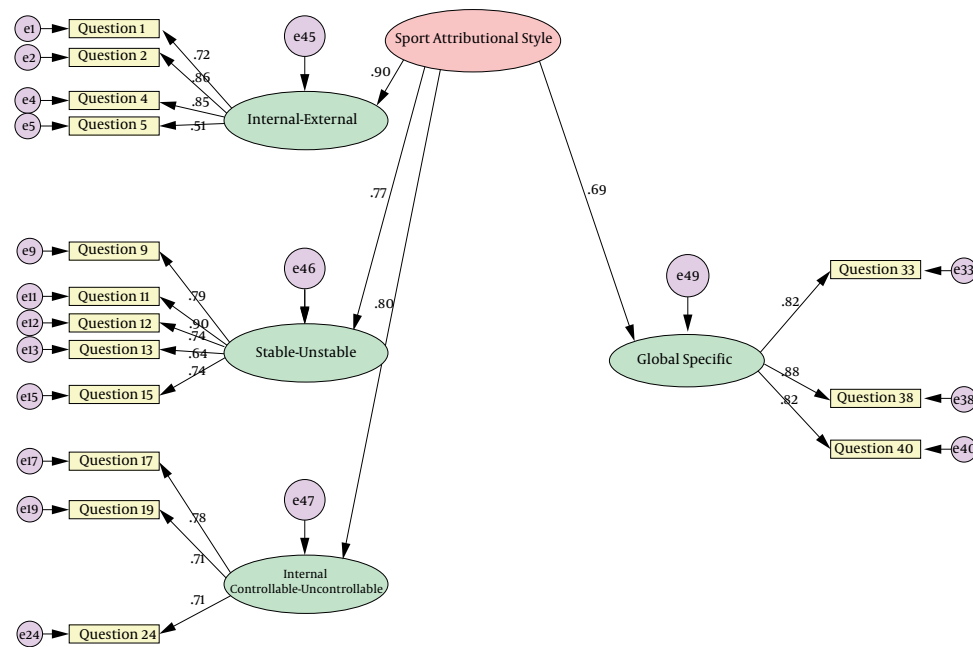 Sport Attributional Style
e1
Question 1
e2
Question 2
e4
Question 4
e5
Question 5
.72
.86
.85
.51
e45
Internal-External
.90
.77
.80
.69
e9
Question 9
e11
Question 11
e12
Question 12
e13
Question 13
e15
Question 15
.79
.90
.74
.64
.74
e46
Stable-Unstable
e17
Question 17
e19
Question 19
e24
Question 24
.78
.71
.71
e47
Internal
Controllable-Uncontrollable
e49
Global Specific
.82
.88
.82
Question 33
e33
Question 38
e38
Question 40
e40